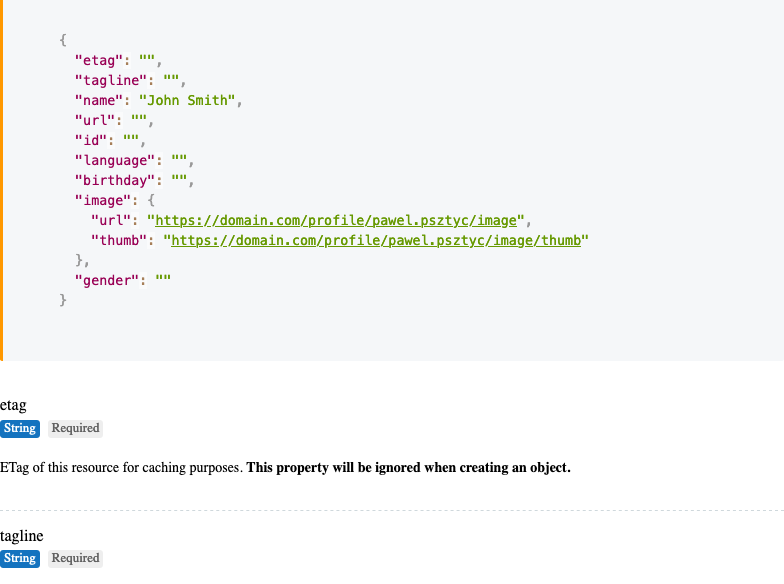 {
"etag": "",
"tagline": "",
"name": "John Smith",
"url": "",
"id": "",
"language": "",
"birthday": "",
"image": {
"url": "https://domain.com/profile/pawel.psztyc/image",
"thumb": "https://domain.com/profile/pawel.psztyc/image/thumb"
},
"gender": ""
}
etag
String Required
ETag of this resource for caching purposes. This property will be ignored when creating an object.
tagline
String Required